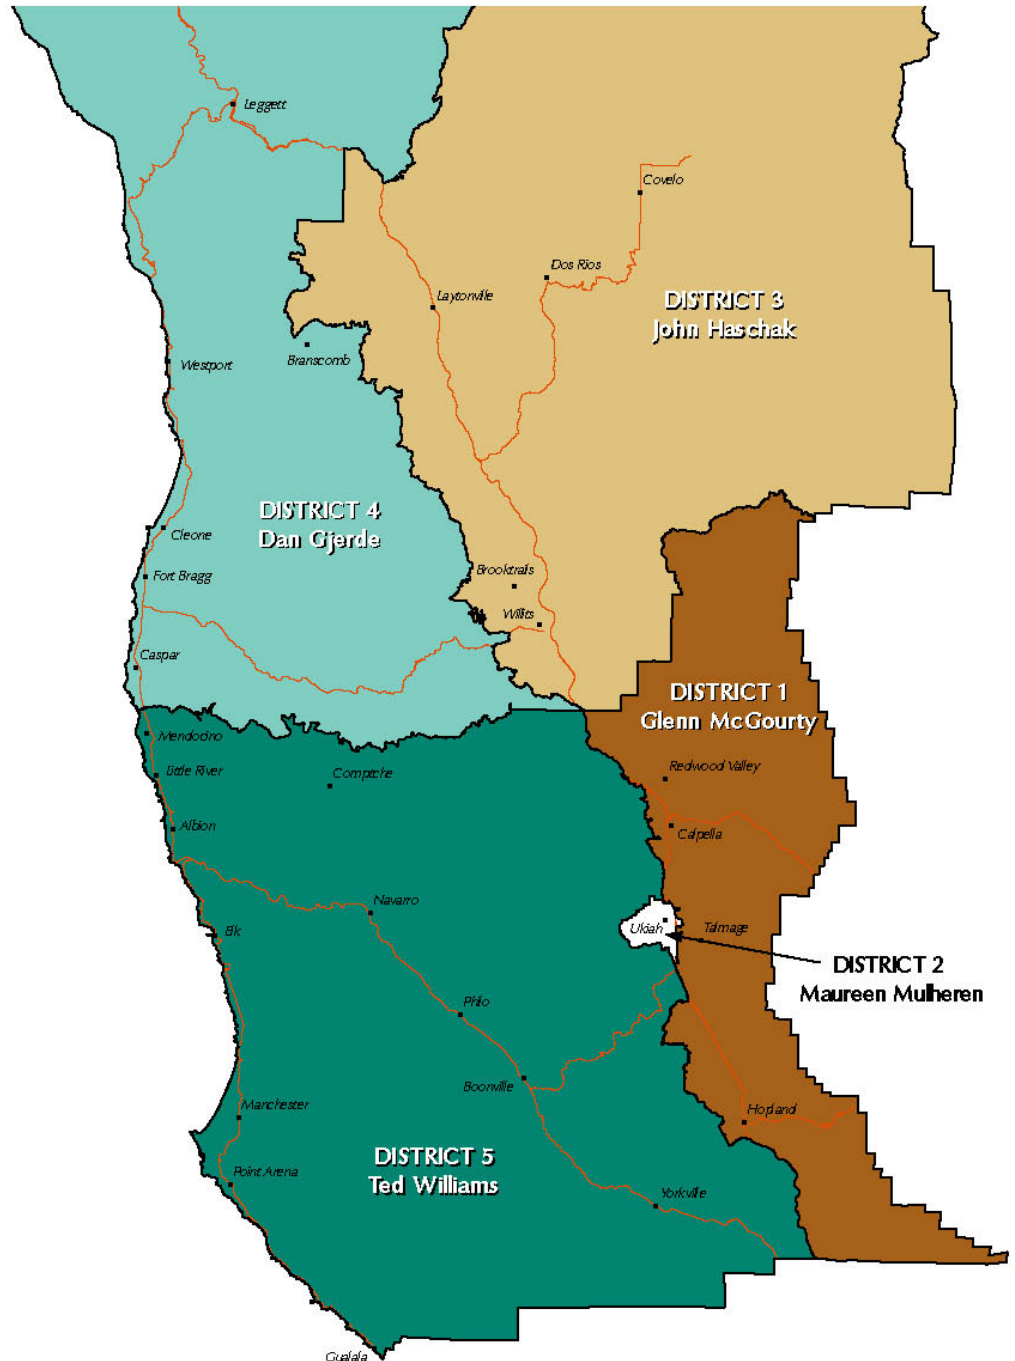 Leggett
Covelo
Dos Rios
DISTRICT 3
John Haschak
Laytonville
Branscomb
Westport
DISTRICT 4
Dan Gjerde
Cleone
Fort Bragg
Brooktrails
Willits
Caspar
DISTRICT 1
Glenn McGourty
Mendocino
Little River
Comptche
Redwood Valley
Albion
Calpella
Navarro
Elk
Ukiah
Talmage
DISTRICT 2
Maureen Mulheren
Philo
Boonville
Manchester
Hopland
DISTRICT 5
Ted Williams
Point Arena
Yorkville
Gualala